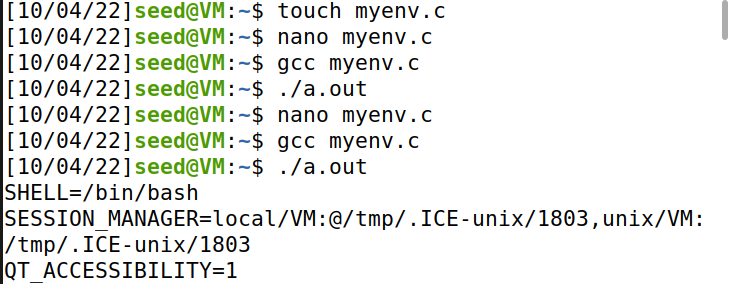 [10/04/22]seed@VM:~$ touch myenv.c
[10/04/22]seed@VM:~$ nano myenv.c
[10/04/22]seed@VM:~$ gcc myenv.c
[10/04/22]seed@VM:~$ ./a.out
[10/04/22]seed@VM:~$ nano myenv.c
[10/04/22]seed@VM:~$ gcc myenv.c
[10/04/22]seed@VM:~$ ./a.out
SHELL=/bin/bash
SESSION_MANAGER=local/VM:@/tmp/.ICE-unix/1803,unix/VM:
/tmp/.ICE-unix/1803
QT_ACCESSIBILITY=1